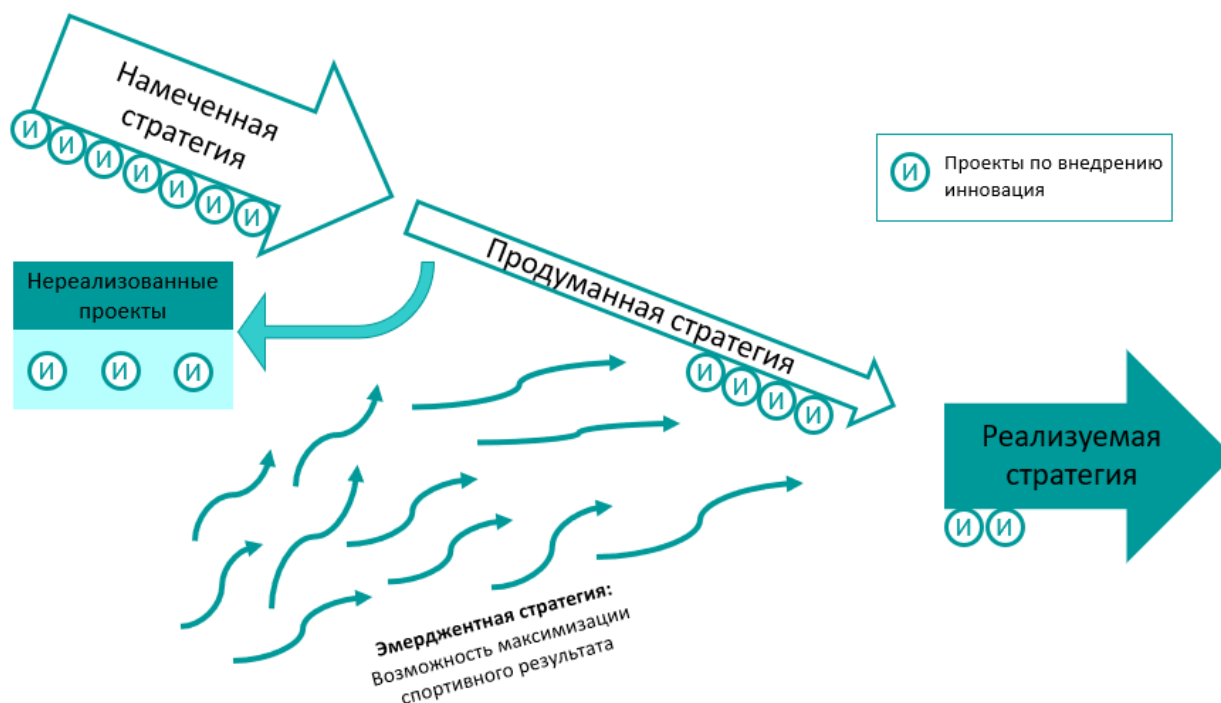 Намеченная
стратегия
И И И И И И И
Проекты по внедрению
И
инновация
Продуманная стратегия
И И И И
Нереализованные
проекты
И И И
Реализуемая
стратегия
И И
Эмерджентная стратегия:
Возможность максимизации
спортивного результата